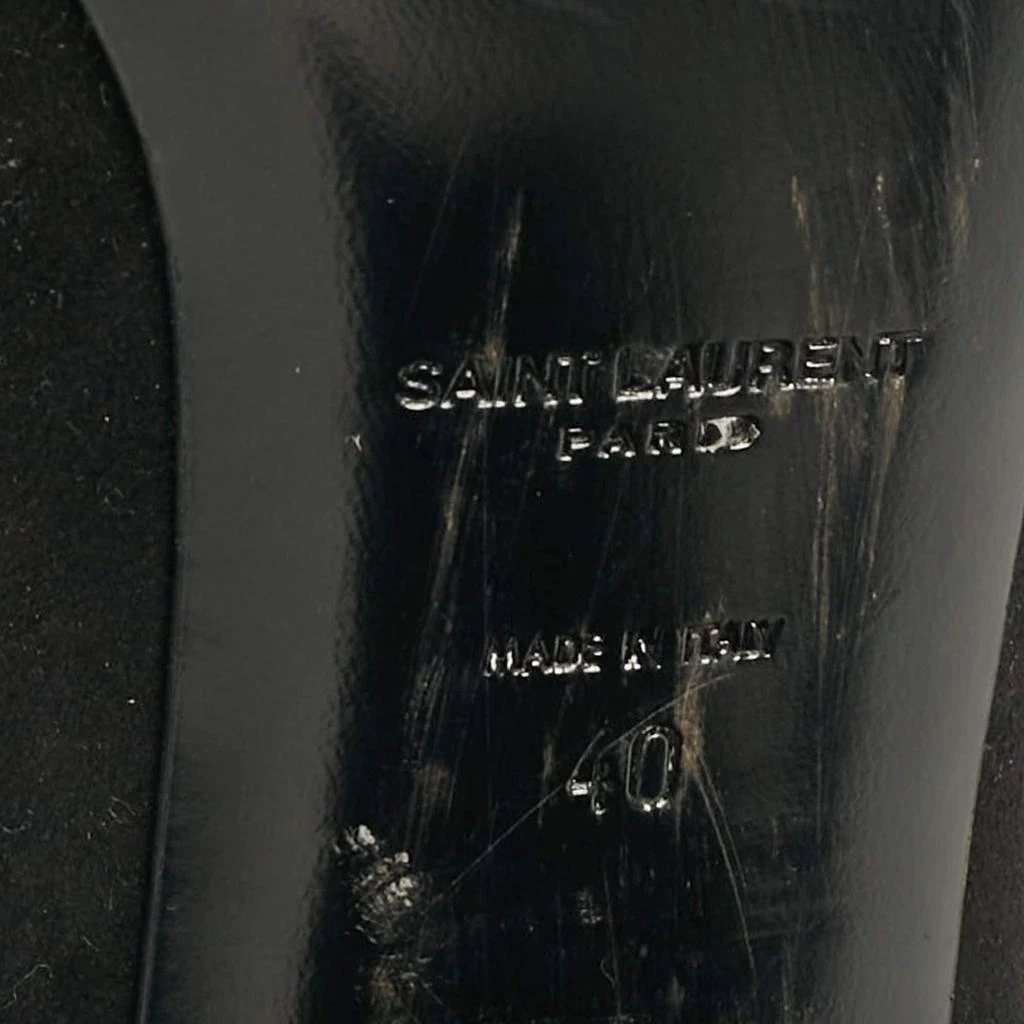 SAINT LAURENT
PARIS
MADE IN ITALY
40